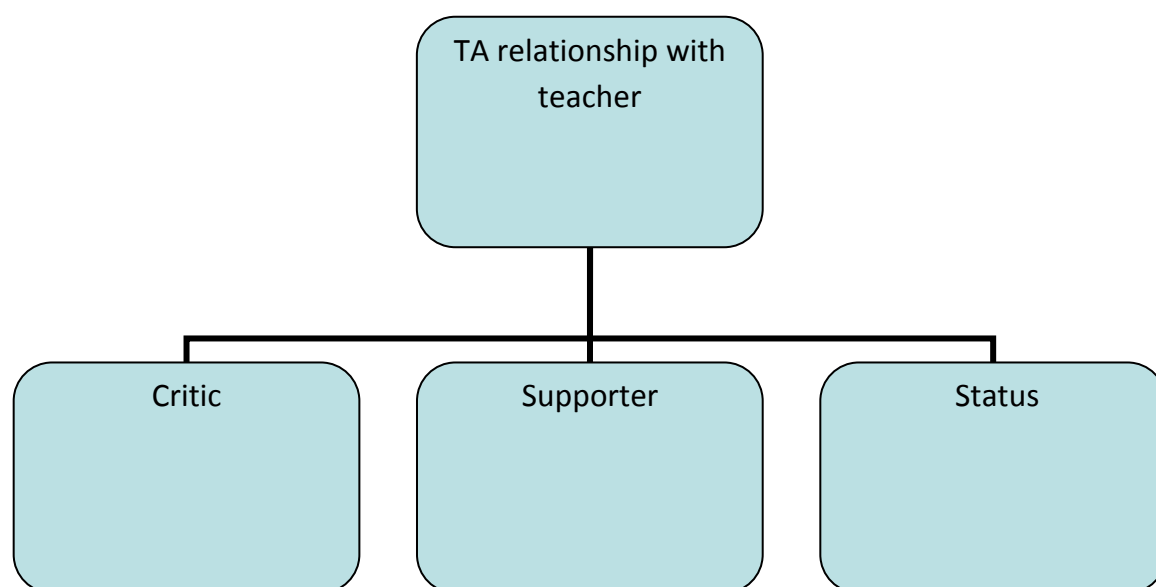 TA relationship with
teacher
Critic
Supporter
Status